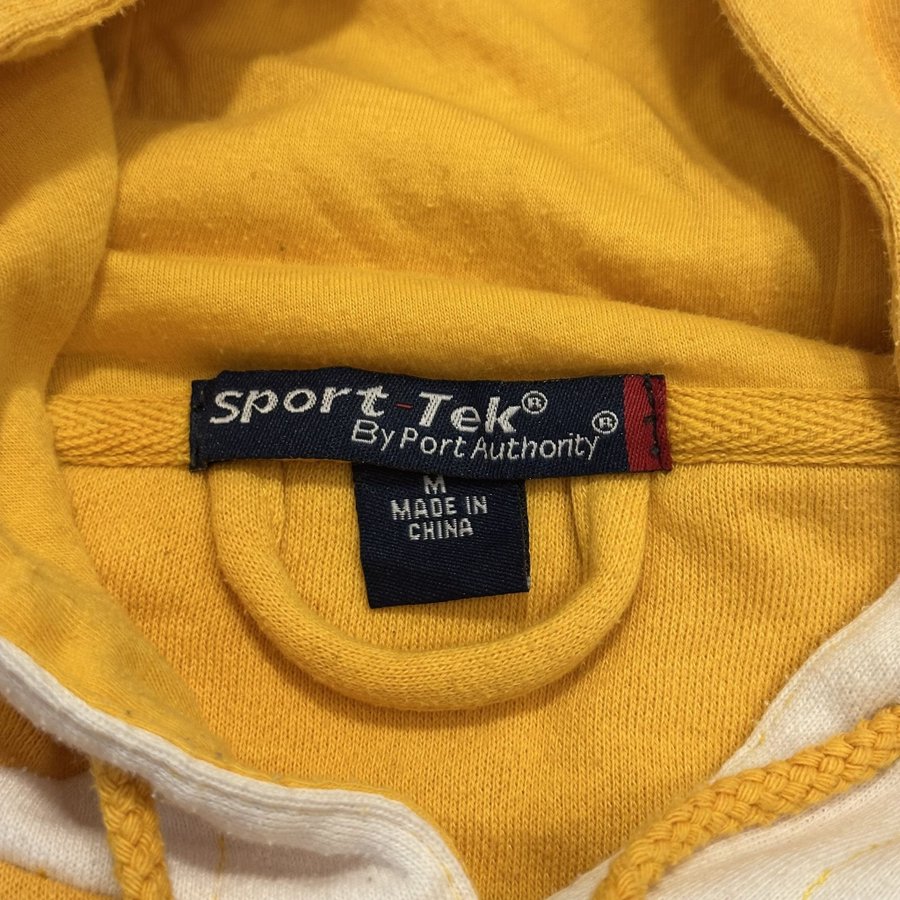 sport-Tek®
By Port Authority®
M
MADE IN
CHINA